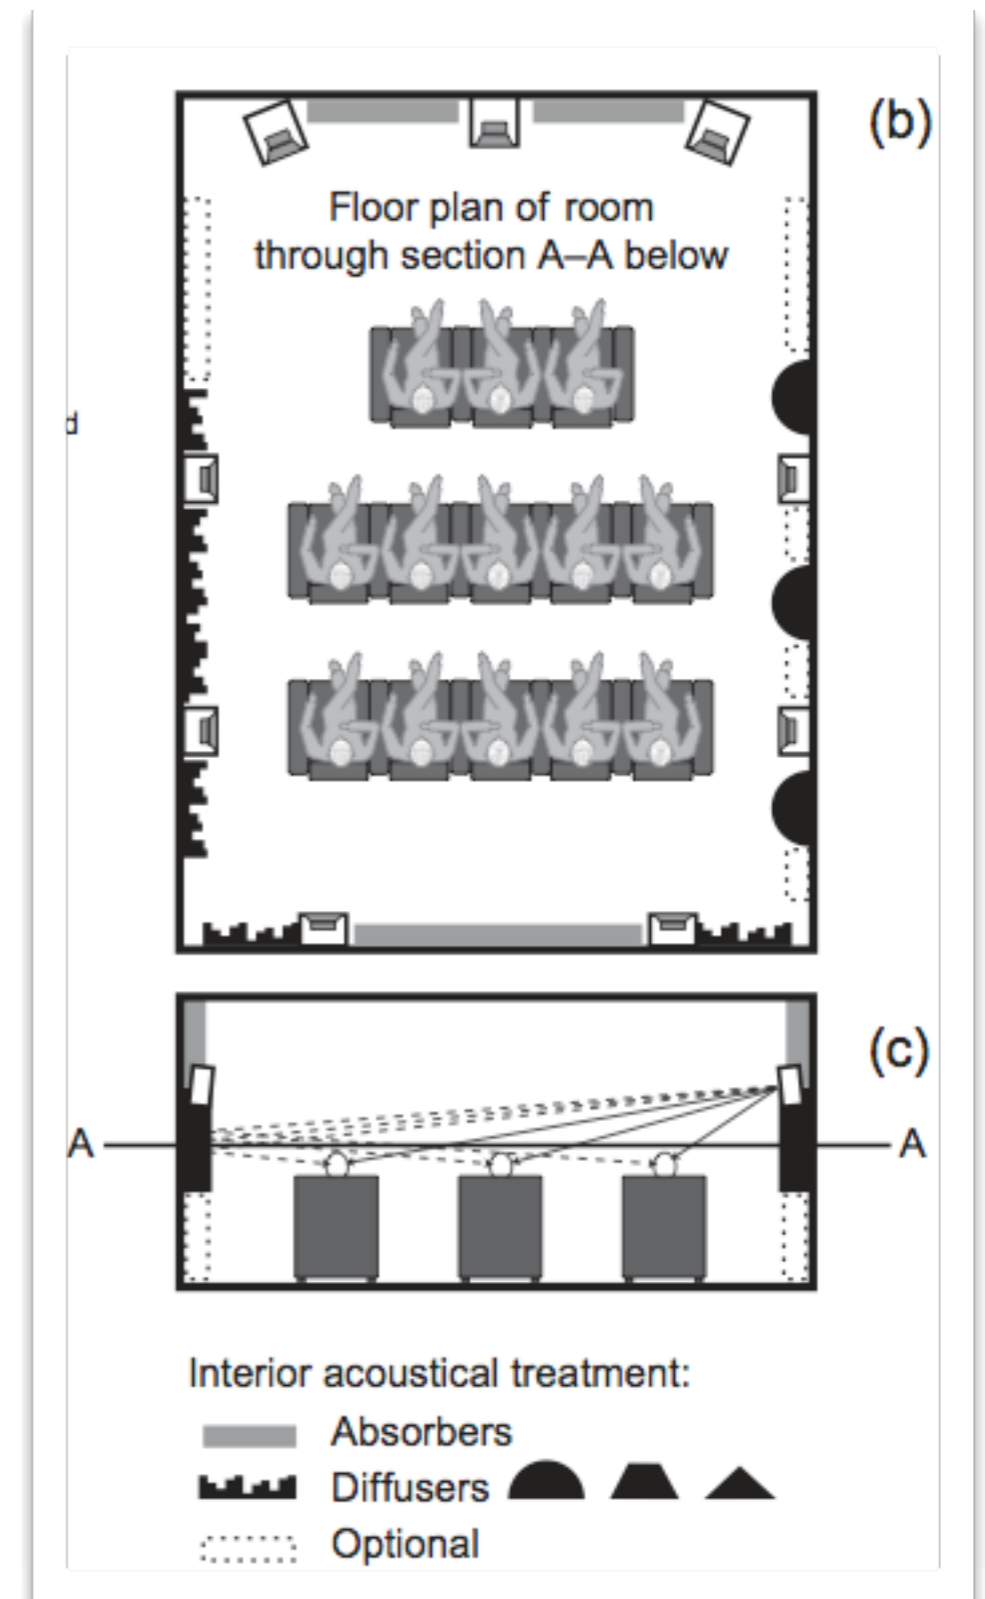 (b)
Floor plan of room
through section A–A below
d
(c)
A A
Interior acoustical treatment:
Absorbers
Diffusers
Optional